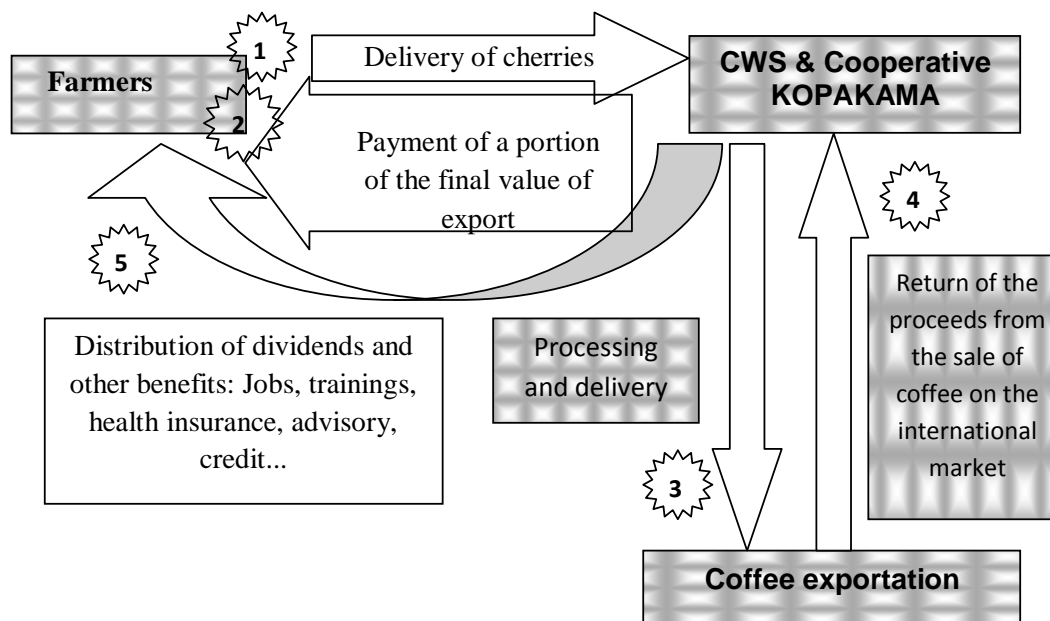 1
Delivery of cherries
CWS & Cooperative
KOPAKAMA
Farmers
2
Payment of a portion
of the final value of
export
4
5
Return of the
proceeds from
the sale of
coffee on the
international
market
Distribution of dividends and
other benefits: Jobs, trainings,
health insurance, advisory,
credit...
Processing
and delivery
3
Coffee exportation